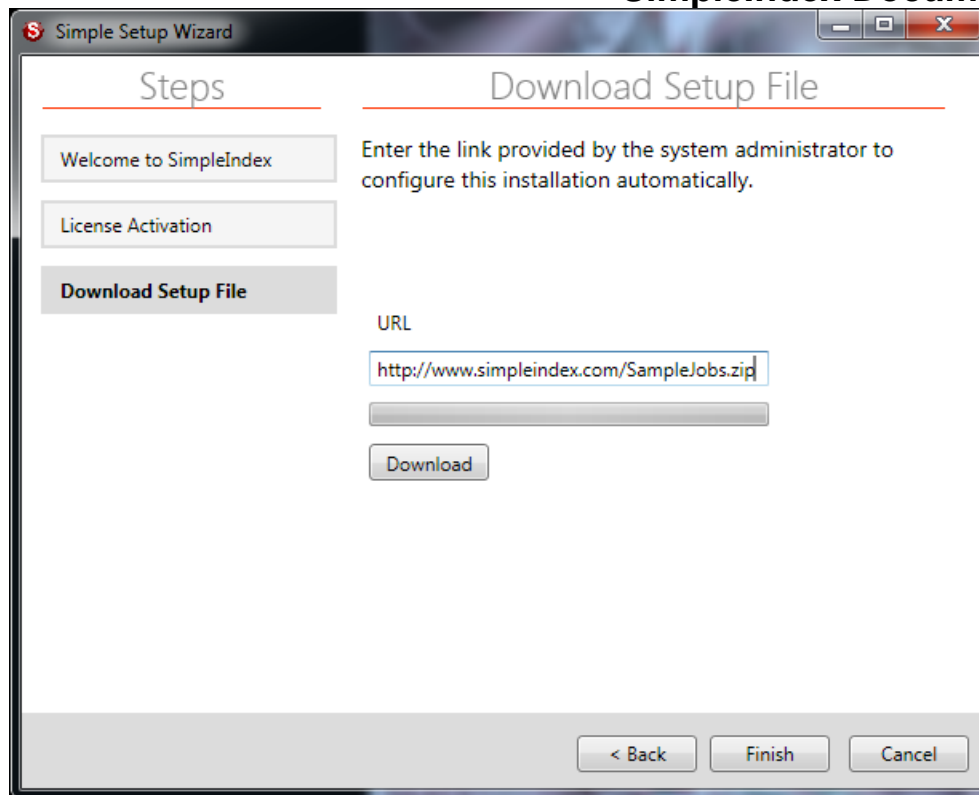 Simple Setup Wizard
Steps
Welcome to SimpleIndex
License Activation
Download Setup File
Download Setup File
Enter the link provided by the system administrator to
configure this installation automatically.
URL
http://www.simpleindex.com/SampleJobs.zip
Download
< Back
Finish
Cancel